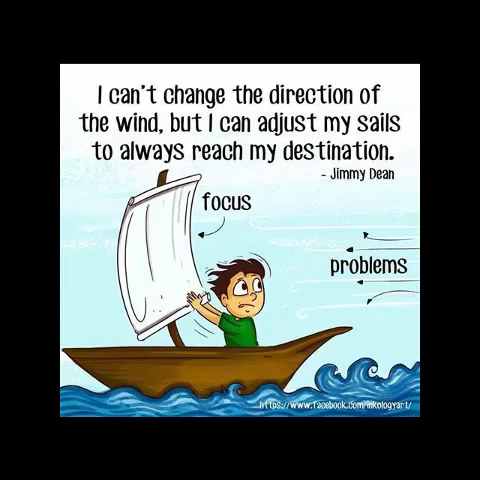 I can't change the direction of
the wind, but I can adjust my sails
to always reach my destination.
- Jimmy Dean
focus
problems
https://www.facebook.com/inkologyart/